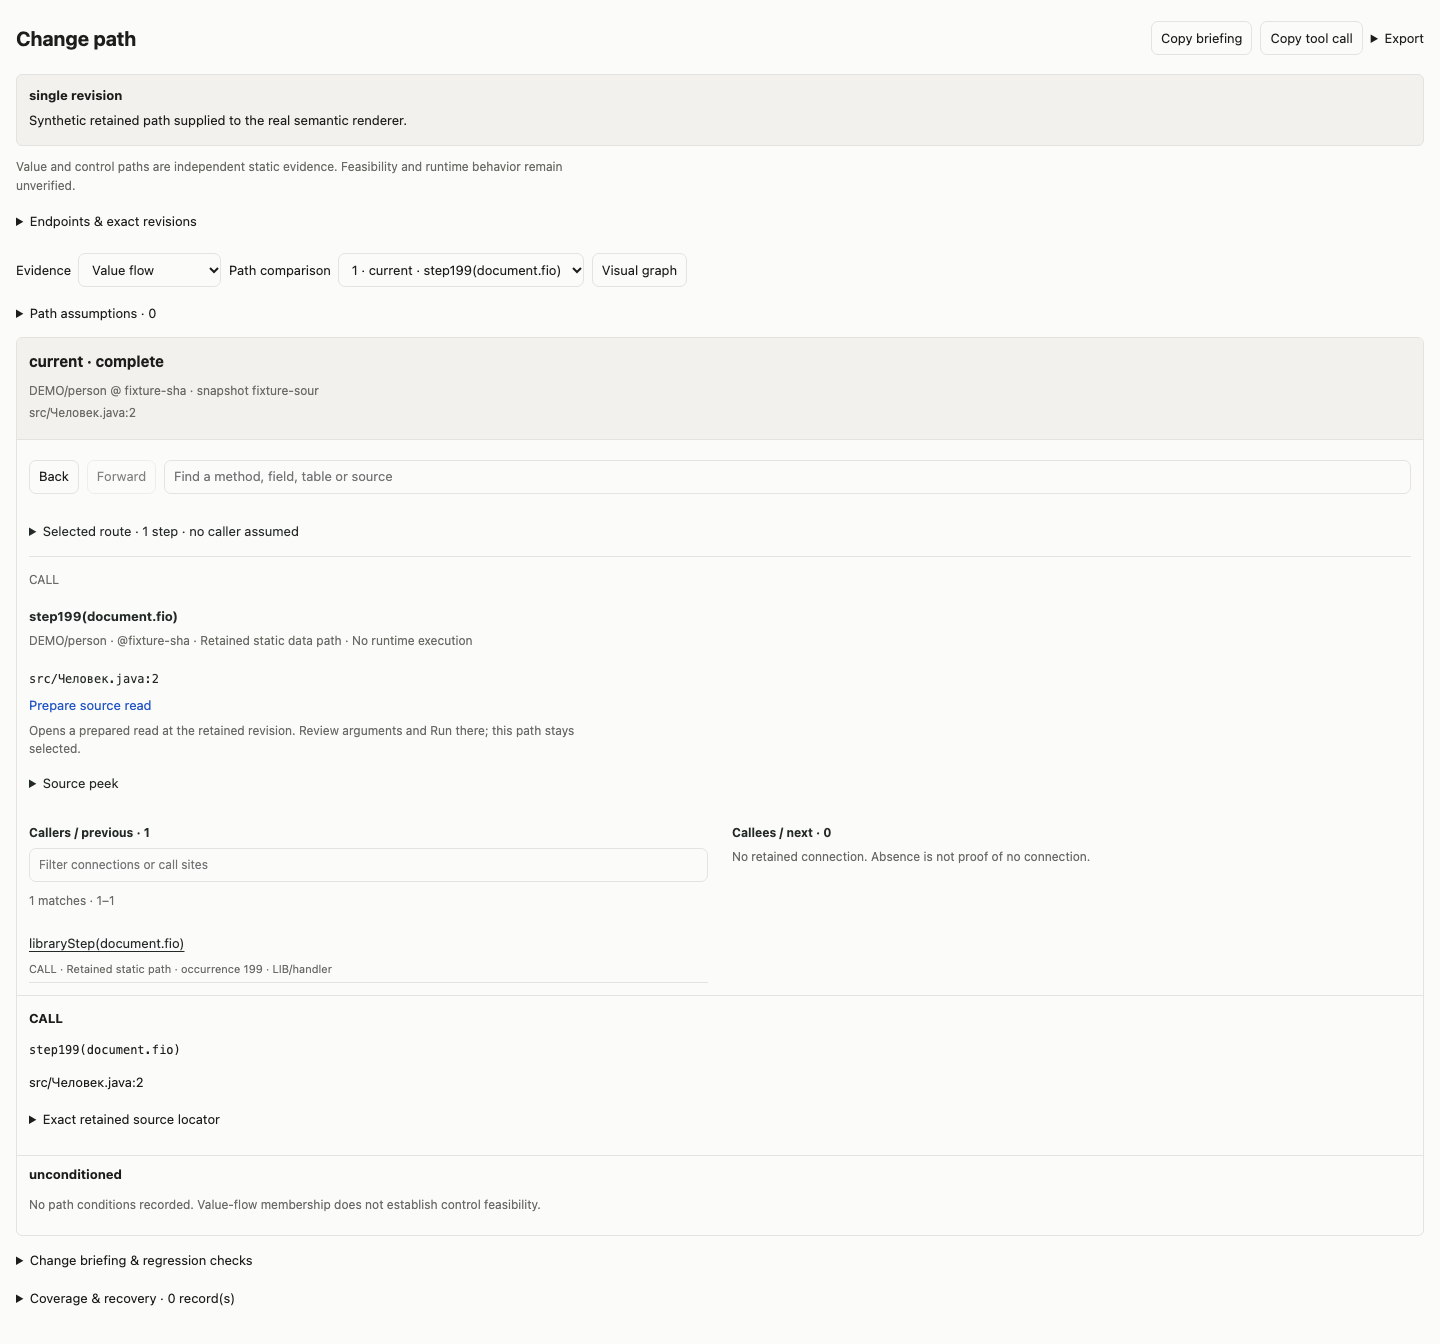 Change path
Copy briefing
Copy tool call
Export
single revision
Synthetic retained path supplied to the real semantic renderer.
Value and control paths are independent static evidence. Feasibility and runtime behavior remain
unverified.
Endpoints & exact revisions
Evidence
Value flow
Path comparison
1 · current · step199(document.fio)
Visual graph
Path assumptions · 0
current · complete
DEMO/person @ fixture-sha · snapshot fixture-sour
src/Человек.java:2
Back
Forward
Find a method, field, table or source
Selected route · 1 step · no caller assumed
CALL
step199(document.fio)
DEMO/person · @fixture-sha · Retained static data path · No runtime execution
src/Человек.java:2
Prepare source read
Opens a prepared read at the retained revision. Review arguments and Run there; this path stays
selected.
Source peek
Callers / previous · 1
Filter connections or call sites
1 matches · 1–1
libraryStep(document.fio)
CALL · Retained static path · occurrence 199 · LIB/handler
Callees / next · 0
No retained connection. Absence is not proof of no connection.
CALL
step199(document.fio)
src/Человек.java:2
Exact retained source locator
unconditioned
No path conditions recorded. Value-flow membership does not establish control feasibility.
Change briefing & regression checks
Coverage & recovery · 0 record(s)